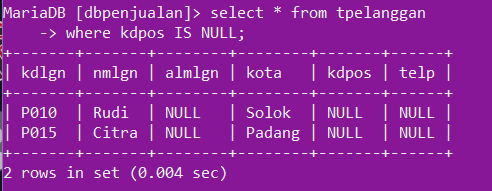 MariaDB [dbpenjualan]> select * from tpelanggan
    -> where kdpos IS NULL;
+-------+-------+--------+--------+-------+------+
| kdlgn | nmlgn | almlgn | kota   | kdpos | telp |
+-------+-------+--------+--------+-------+------+
| P010  | Rudi  | NULL   | Solok  | NULL  | NULL |
| P015  | Citra | NULL   | Padang | NULL  | NULL |
+-------+-------+--------+--------+-------+------+
2 rows in set (0.004 sec)